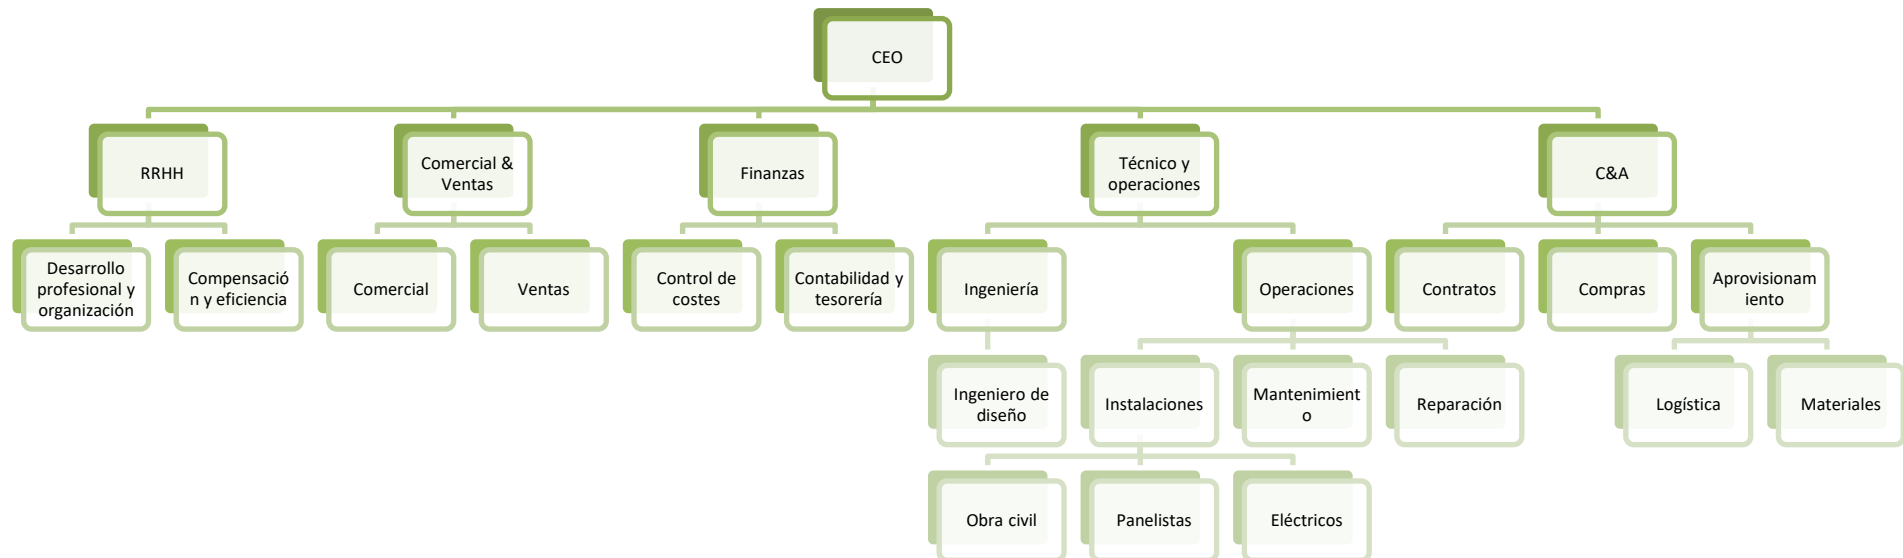 CEO
RRHH
Comercial &
Ventas
Finanzas
Técnico y
operaciones
C&A
Desarrollo
profesional y
organización
Compensació
n y eficiencia
Comercial
Ventas
Control de
costes
Contabilidad y
tesorería
Ingeniería
Operaciones
Contratos
Compras
Aprovisionam
iento
Ingeniero de
diseño
Instalaciones
Mantenimient
o
Reparación
Logística
Materiales
Obra civil
Panelistas
Eléctricos